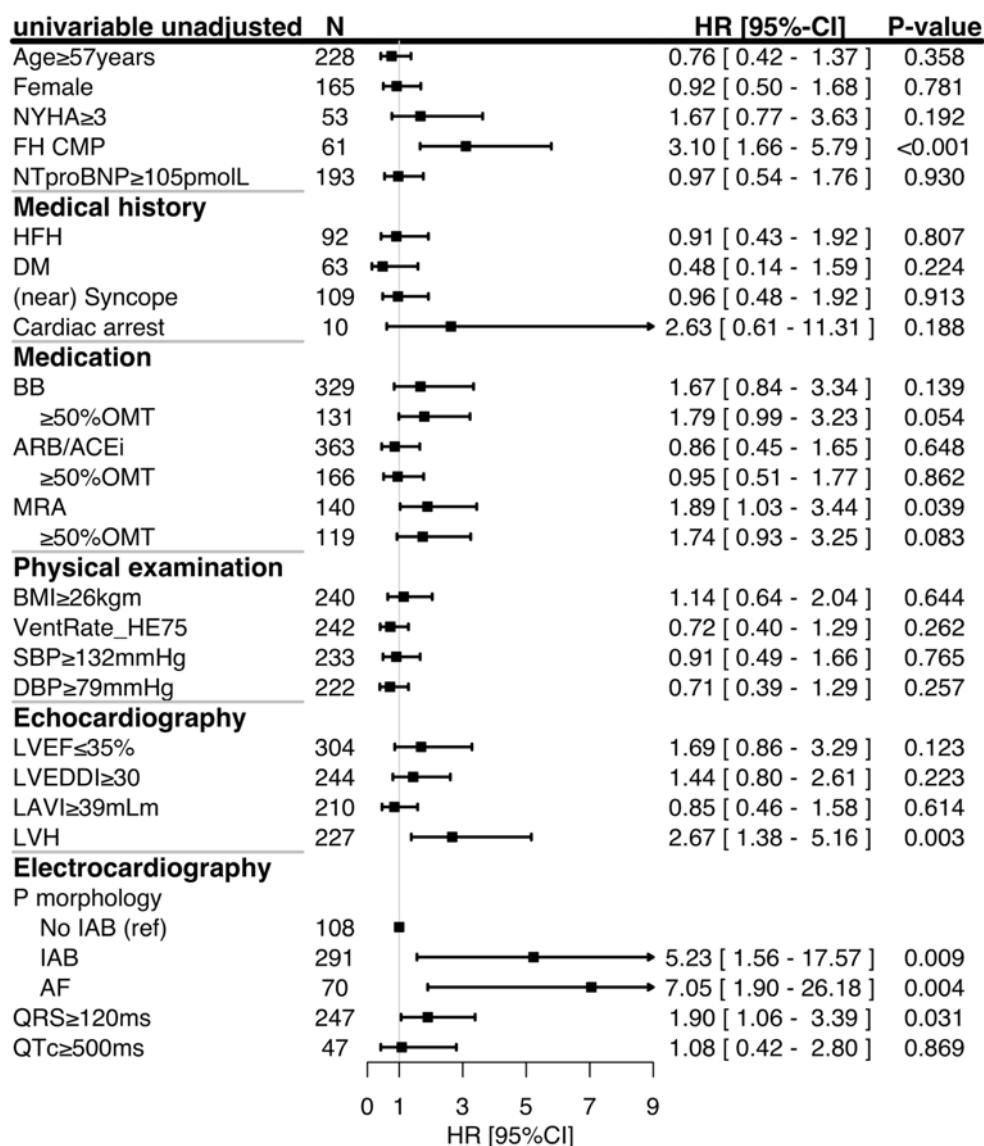 univariable unadjusted N HR [95%-CI] P-value
Age≥57years 228 0.76 [ 0.42 - 1.37 ] 0.358
Female 165 0.92 [ 0.50 - 1.68 ] 0.781
NYHA≥3 53 1.67 [ 0.77 - 3.63 ] 0.192
FH CMP 61 3.10 [ 1.66 - 5.79 ] <0.001
NTproBNP≥105pmolL 193 0.97 [ 0.54 - 1.76 ] 0.930
Medical history
HFH 92 0.91 [ 0.43 - 1.92 ] 0.807
DM 63 0.48 [ 0.14 - 1.59 ] 0.224
(near) Syncope 109 0.96 [ 0.48 - 1.92 ] 0.913
Cardiac arrest 10 2.63 [ 0.61 - 11.31 ] 0.188
Medication
BB 329 1.67 [ 0.84 - 3.34 ] 0.139
≥50%OMT 131 1.79 [ 0.99 - 3.23 ] 0.054
ARB/ACEi 363 0.86 [ 0.45 - 1.65 ] 0.648
≥50%OMT 166 0.95 [ 0.51 - 1.77 ] 0.862
MRA 140 1.89 [ 1.03 - 3.44 ] 0.039
≥50%OMT 119 1.74 [ 0.93 - 3.25 ] 0.083
Physical examination
BMI≥26kgm 240 1.14 [ 0.64 - 2.04 ] 0.644
VentRate_HE75 242 0.72 [ 0.40 - 1.29 ] 0.262
SBP≥132mmHg 233 0.91 [ 0.49 - 1.66 ] 0.765
DBP≥79mmHg 222 0.71 [ 0.39 - 1.29 ] 0.257
Echocardiography
LVEF≤35% 304 1.69 [ 0.86 - 3.29 ] 0.123
LVEDDI≥30 244 1.44 [ 0.80 - 2.61 ] 0.223
LAVI≥39mLm 210 0.85 [ 0.46 - 1.58 ] 0.614
LVH 227 2.67 [ 1.38 - 5.16 ] 0.003
Electrocardiography
P morphology
No IAB (ref) 108
IAB 291 5.23 [ 1.56 - 17.57 ] 0.009
AF 70 7.05 [ 1.90 - 26.18 ] 0.004
QRS≥120ms 247 1.90 [ 1.06 - 3.39 ] 0.031
QTc≥500ms 47 1.08 [ 0.42 - 2.80 ] 0.869
0 1 3 5 7 9
HR [95%CI]